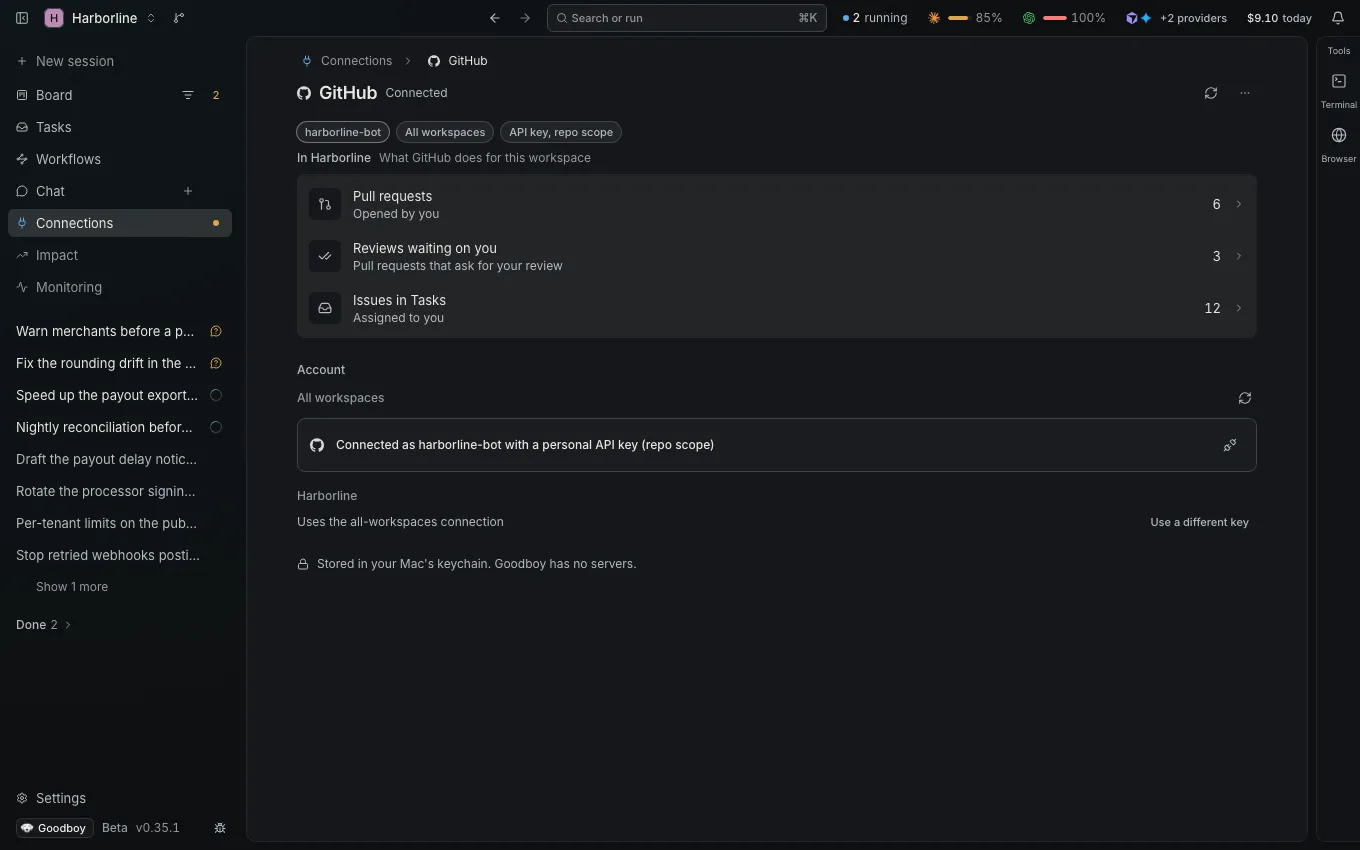 H Harborline
Search or run ⌘K
2 running
85%
100%
+2 providers
$9.10 today
New session
Board 2
Tasks
Workflows
Chat
Connections
Impact
Monitoring
Warn merchants before a p...
Fix the rounding drift in the ...
Speed up the payout export...
Nightly reconciliation befor...
Draft the payout delay notic...
Rotate the processor signin...
Per-tenant limits on the pub...
Stop retried webhooks posti...
Show 1 more
Done 2
Settings
Goodboy Beta v0.35.1
Connections GitHub
GitHub Connected
harborline-bot All workspaces API key, repo scope
In Harborline What GitHub does for this workspace
Pull requests
Opened by you
6
Reviews waiting on you
Pull requests that ask for your review
3
Issues in Tasks
Assigned to you
12
Account
All workspaces
Connected as harborline-bot with a personal API key (repo scope)
Harborline
Uses the all-workspaces connection Use a different key
Stored in your Mac's keychain. Goodboy has no servers.
Tools
Terminal
Browser